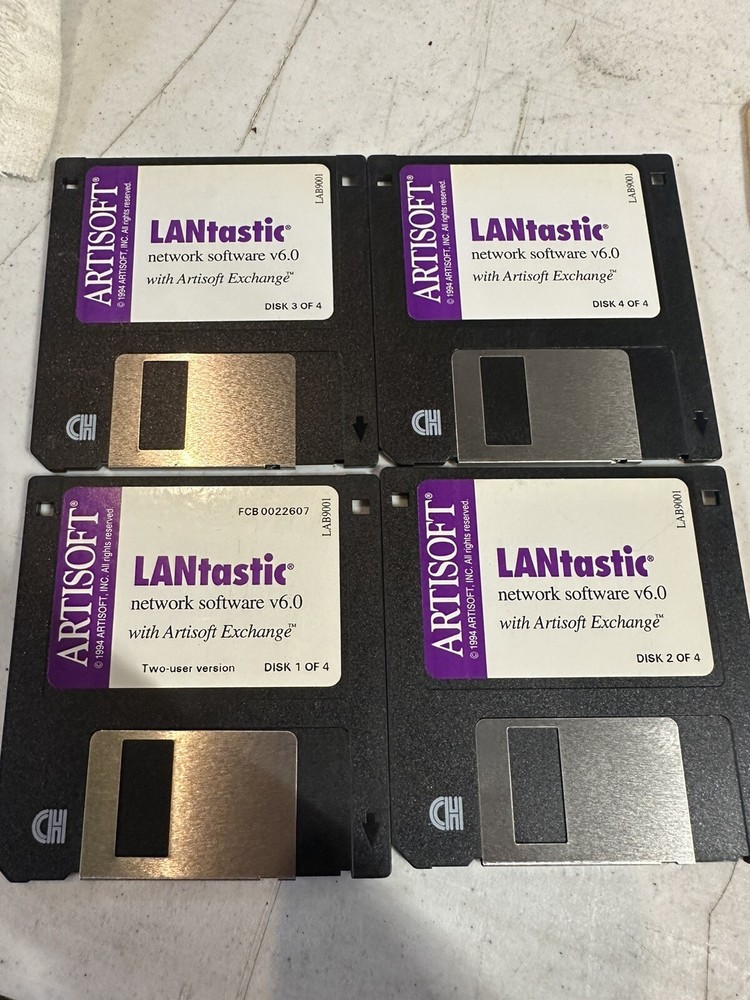 ARTISOFT®
© 1994 ARTISOFT, INC. All rights reserved.
LAB9001
LANtastic®
network software v6.0
with Artisoft Exchange™
DISK 3 OF 4
ARTISOFT®
© 1994 ARTISOFT, INC. All rights reserved.
LAB9001
LANtastic®
network software v6.0
with Artisoft Exchange™
DISK 4 OF 4
ARTISOFT®
© 1994 ARTISOFT, INC. All rights reserved.
FCB 0022607
LAB9001
LANtastic®
network software v6.0
with Artisoft Exchange™
Two-user version DISK 1 OF 4
ARTISOFT®
© 1994 ARTISOFT, INC. All rights reserved.
LAB9001
LANtastic®
network software v6.0
with Artisoft Exchange™
DISK 2 OF 4